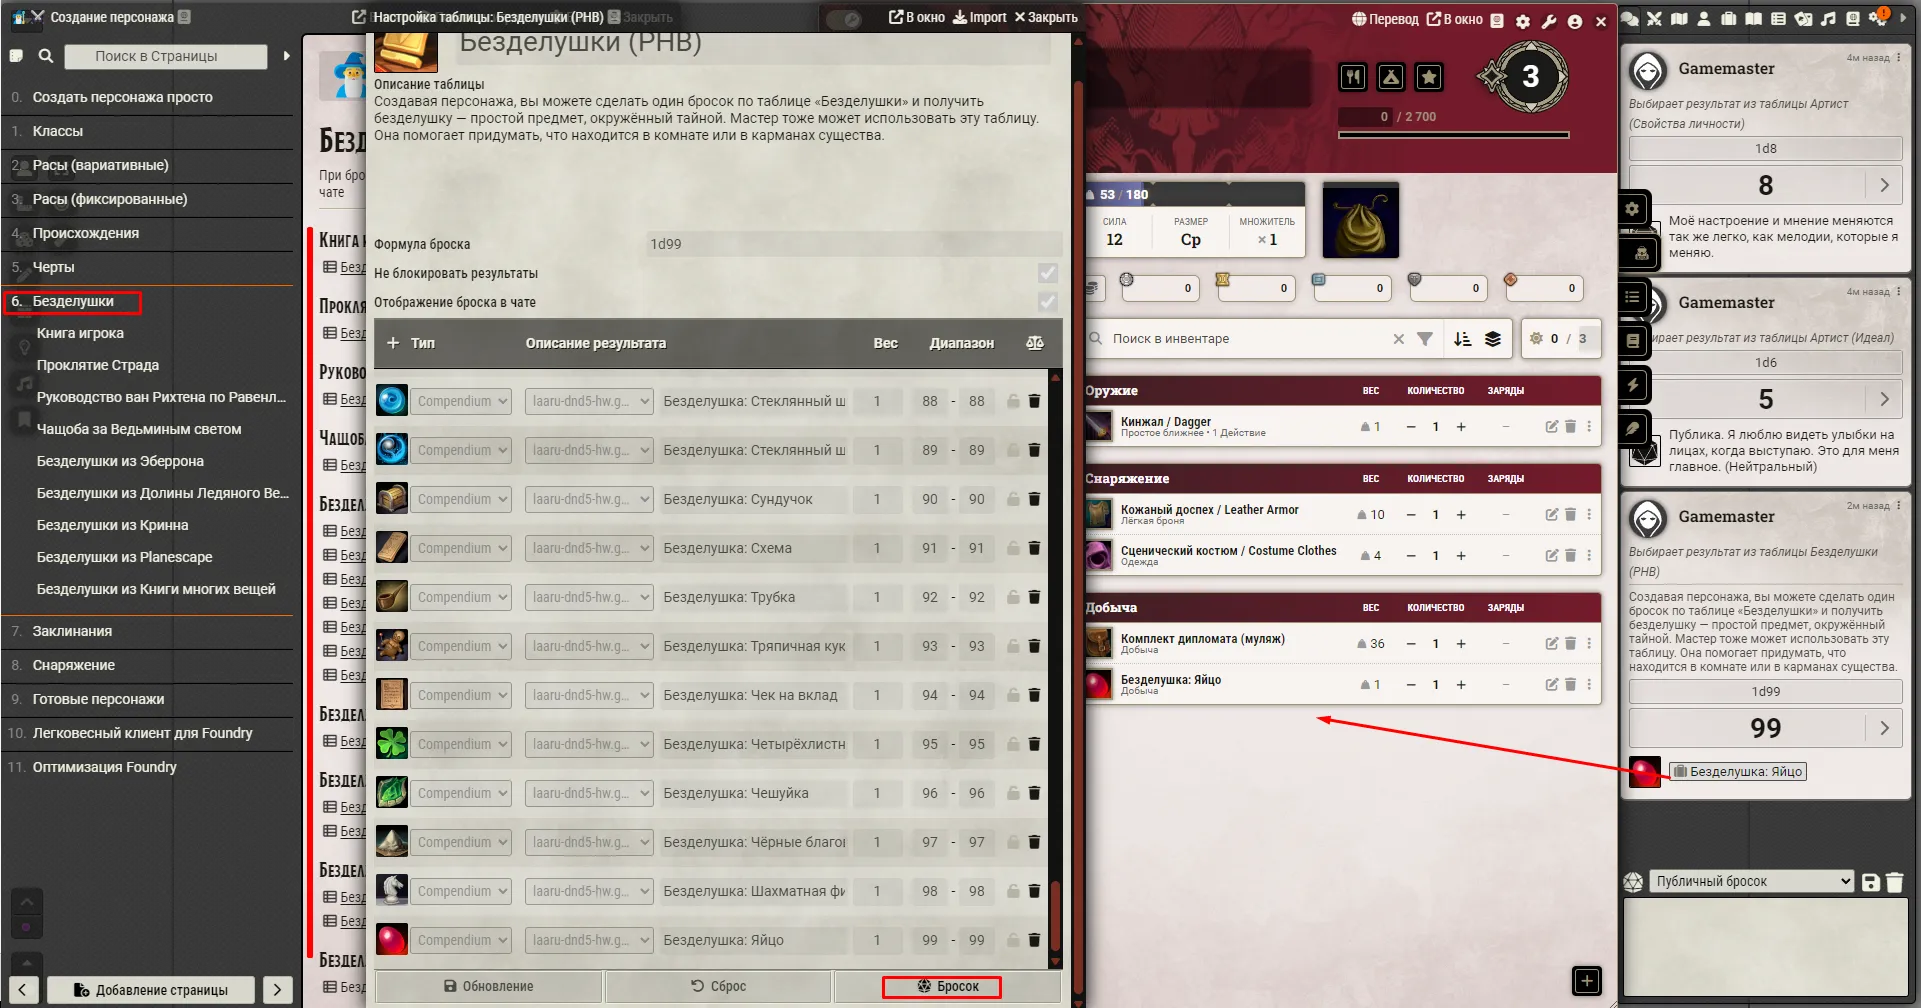 Создание персонажа
Поиск в Страницы
0. Создать персонажа просто
1. Классы
2. Расы (вариативные)
3. Расы (фиксированные)
4. Происхождения
5. Черты
6. Безделушки
Книга игрока
Проклятие Страда
Руководство ван Рихтена по Равенл...
Чащоба за Ведьминым светом
Безделушки из Эберрона
Безделушки из Долины Ледяного Ве...
Безделушки из Кринна
Безделушки из Planescape
Безделушки из Книги многих вещей
7. Заклинания
8. Снаряжение
9. Готовые персонажи
10. Легковесный клиент для Foundry
11. Оптимизация Foundry
Добавление страницы
При бро
чате
Настройка таблицы: Безделушки (PHB)
Закрыть
В окно Import Закрыть
Безделушки (PHB)
Описание таблицы
Создавая персонажа, вы можете сделать один бросок по таблице «Безделушки» и получить
безделушку — простой предмет, окружённый тайной. Мастер тоже может использовать эту таблицу.
Она помогает придумать, что находится в комнате или в карманах существа.
Формула броска 1d99
Не блокировать результаты
Отображение броска в чате
+ Тип Описание результата Вес Диапазон
Compendium laaru-dnd5-hw.g... Безделушка: Стеклянный ш 1 88 - 88
Compendium laaru-dnd5-hw.g... Безделушка: Стеклянный ш 1 89 - 89
Compendium laaru-dnd5-hw.g... Безделушка: Сундучок 1 90 - 90
Compendium laaru-dnd5-hw.g... Безделушка: Схема 1 91 - 91
Compendium laaru-dnd5-hw.g... Безделушка: Трубка 1 92 - 92
Compendium laaru-dnd5-hw.g... Безделушка: Тряпичная кук 1 93 - 93
Compendium laaru-dnd5-hw.g... Безделушка: Чек на вклад 1 94 - 94
Compendium laaru-dnd5-hw.g... Безделушка: Четырёхлистн 1 95 - 95
Compendium laaru-dnd5-hw.g... Безделушка: Чешуйка 1 96 - 96
Compendium laaru-dnd5-hw.g... Безделушка: Чёрные благов 1 97 - 97
Compendium laaru-dnd5-hw.g... Безделушка: Шахматная фи 1 98 - 98
Compendium laaru-dnd5-hw.g... Безделушка: Яйцо 1 99 - 99
Обновление Сброс Бросок
Перевод В окно
3
0 / 2 700
53 / 180
СИЛА РАЗМЕР МНОЖИТЕЛЬ
12 Ср × 1
0 0 0 0 0
Поиск в инвентаре
0 / 3
Оружие ВЕС КОЛИЧЕСТВО ЗАРЯДЫ
Кинжал / Dagger 1 − 1 + −
Простое ближнее • 1 Действие
Снаряжение ВЕС КОЛИЧЕСТВО ЗАРЯДЫ
Кожаный доспех / Leather Armor 10 − 1 + −
Лёгкая броня
Сценический костюм / Costume Clothes 4 − 1 + −
Одежда
Добыча ВЕС КОЛИЧЕСТВО ЗАРЯДЫ
Комплект дипломата (муляж) 36 − 1 + −
Добыча
Безделушка: Яйцо 1 − 1 + −
Добыча
Gamemaster 4м назад
Выбирает результат из таблицы Артист
(Свойства личности)
1d8
8
Моё настроение и мнение меняются
так же легко, как мелодии, которые я
меняю.
Gamemaster 4м назад
ирает результат из таблицы Артист (Идеал)
1d6
5
Публика. Я люблю видеть улыбки на
лицах, когда выступаю. Это для меня
главное. (Нейтральный)
Gamemaster 2м назад
Выбирает результат из таблицы Безделушки
(PHB)
Создавая персонажа, вы можете сделать один
бросок по таблице «Безделушки» и получить
безделушку — простой предмет, окружённый
тайной. Мастер тоже может использовать эту
таблицу. Она помогает придумать, что
находится в комнате или в карманах существа.
1d99
99
Безделушка: Яйцо
Публичный бросок